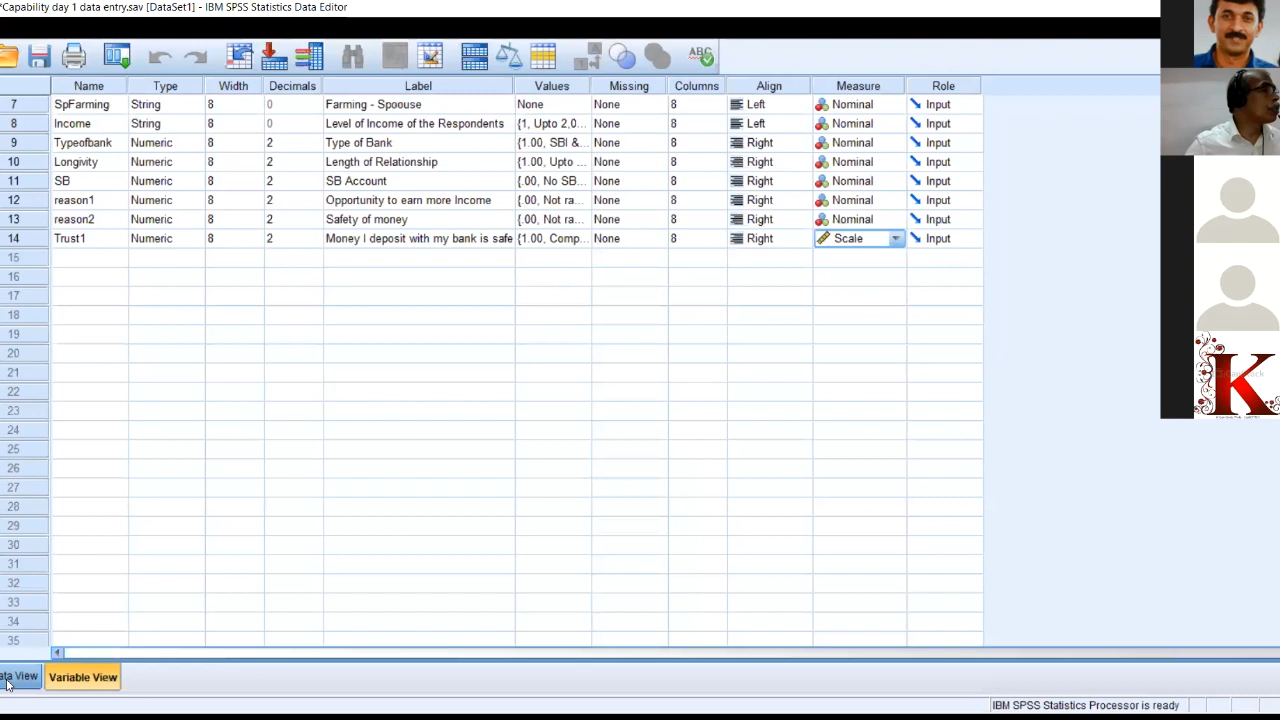 *Capability day 1 data entry.sav [DataSet1] - IBM SPSS Statistics Data Editor
A
ABC
Name Type Width Decimals Label Values Missing Columns Align Measure Role
7 SpFarming String 8 0 Farming - Spoouse None None 8 Left Nominal Input
8 Income String 8 0 Level of Income of the Respondents {1, Upto 2,0... None 8 Left Nominal Input
9 Typeofbank Numeric 8 2 Type of Bank {1.00, SBI &... None 8 Right Nominal Input
10 Longivity Numeric 8 2 Length of Relationship {1.00, Upto ... None 8 Right Nominal Input
11 SB Numeric 8 2 SB Account {.00, No SB... None 8 Right Nominal Input
12 reason1 Numeric 8 2 Opportunity to earn more Income {.00, Not ra... None 8 Right Nominal Input
13 reason2 Numeric 8 2 Safety of money {.00, Not ra... None 8 Right Nominal Input
14 Trust1 Numeric 8 2 Money I deposit with my bank is safe {1.00, Comp... None 8 Right Scale Input
15
16
17
18
19
20
21
22
23
24
25
26
27
28
29
30
31
32
33
34
35
K
ata View Variable View
IBM SPSS Statistics Processor is ready